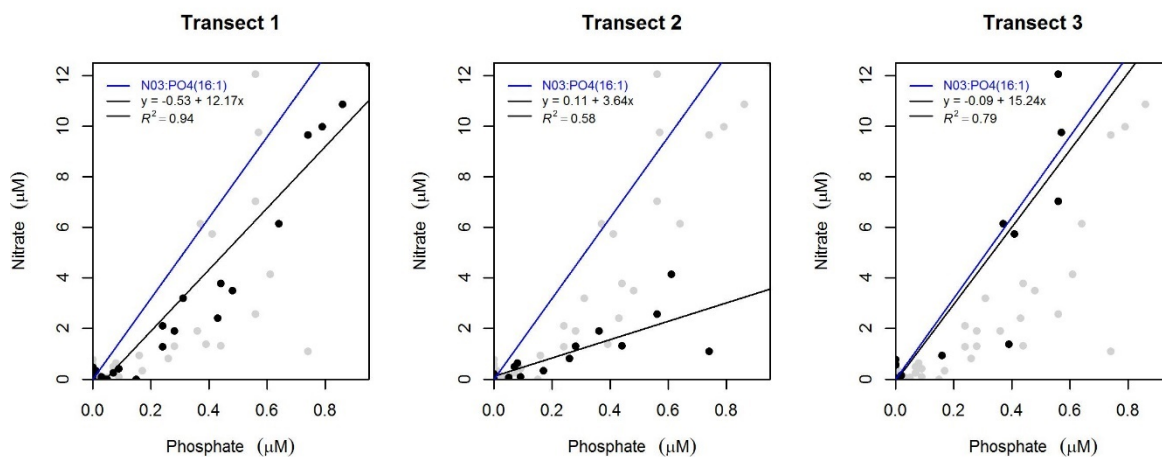 Transect 1
Transect 2
Transect 3
N03:PO4(16:1)
y = -0.53 + 12.17x
R² = 0.94
N03:PO4(16:1)
y = 0.11 + 3.64x
R² = 0.58
N03:PO4(16:1)
y = -0.09 + 15.24x
R² = 0.79
Nitrate (μM)
12
10
8
6
4
2
0
0.0 0.2 0.4 0.6 0.8
Phosphate (μM)
Nitrate (μM)
12
10
8
6
4
2
0
0.0 0.2 0.4 0.6 0.8
Phosphate (μM)
Nitrate (μM)
12
10
8
6
4
2
0
0.0 0.2 0.4 0.6 0.8
Phosphate (μM)